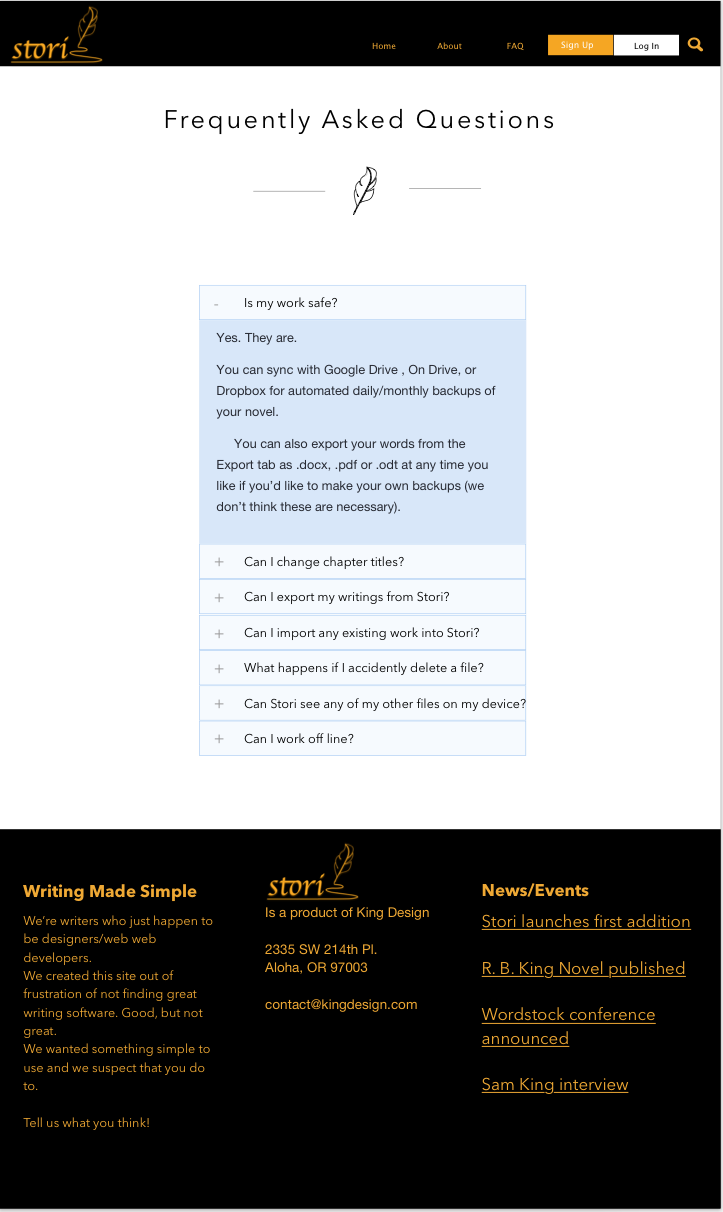 stori
Home
About
FAQ
Sign Up
Log In
Frequently Asked Questions
- Is my work safe?
Yes. They are.
You can sync with Google Drive , On Drive, or
Dropbox for automated daily/monthly backups of
your novel.
You can also export your words from the
Export tab as .docx, .pdf or .odt at any time you
like if you’d like to make your own backups (we
don’t think these are necessary).
+ Can I change chapter titles?
+ Can I export my writings from Stori?
+ Can I import any existing work into Stori?
+ What happens if I accidently delete a file?
+ Can Stori see any of my other files on my device?
+ Can I work off line?
Writing Made Simple
We’re writers who just happen to
be designers/web web
developers.
We created this site out of
frustration of not finding great
writing software. Good, but not
great.
We wanted something simple to
use and we suspect that you do
to.
Tell us what you think!
stori
Is a product of King Design
2335 SW 214th Pl.
Aloha, OR 97003
contact@kingdesign.com
News/Events
Stori launches first addition
R. B. King Novel published
Wordstock conference
announced
Sam King interview